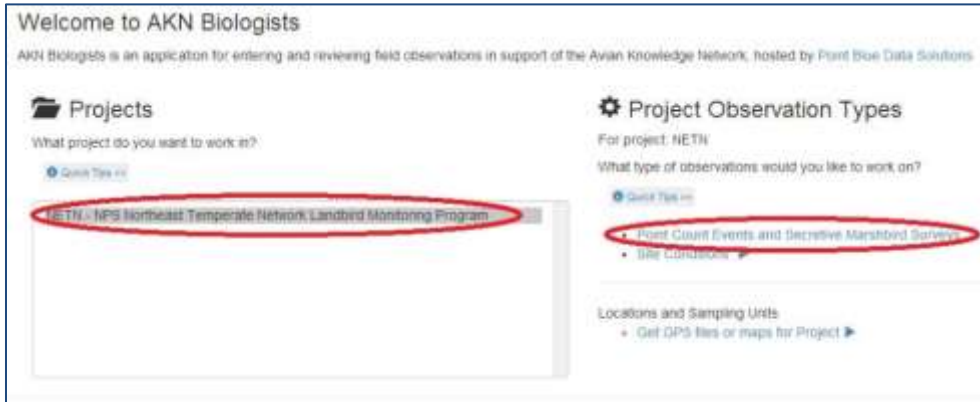 Welcome to AKN Biologists
AKN Biologists is an application for entering and reviewing field observations in support of the Avian Knowledge Network, hosted by Point Blue Data Solutions
Projects
What project do you want to work in?
Quick Tips >>
NETN - NPS Northeast Temperate Network Landbird Monitoring Program
Project Observation Types
For project: NETN
What type of observations would you like to work on?
Quick Tips >>
Point Count Events and Secretive Marshbird Surveys
Site Conditions
Locations and Sampling Units
Get GPS files or maps for Project